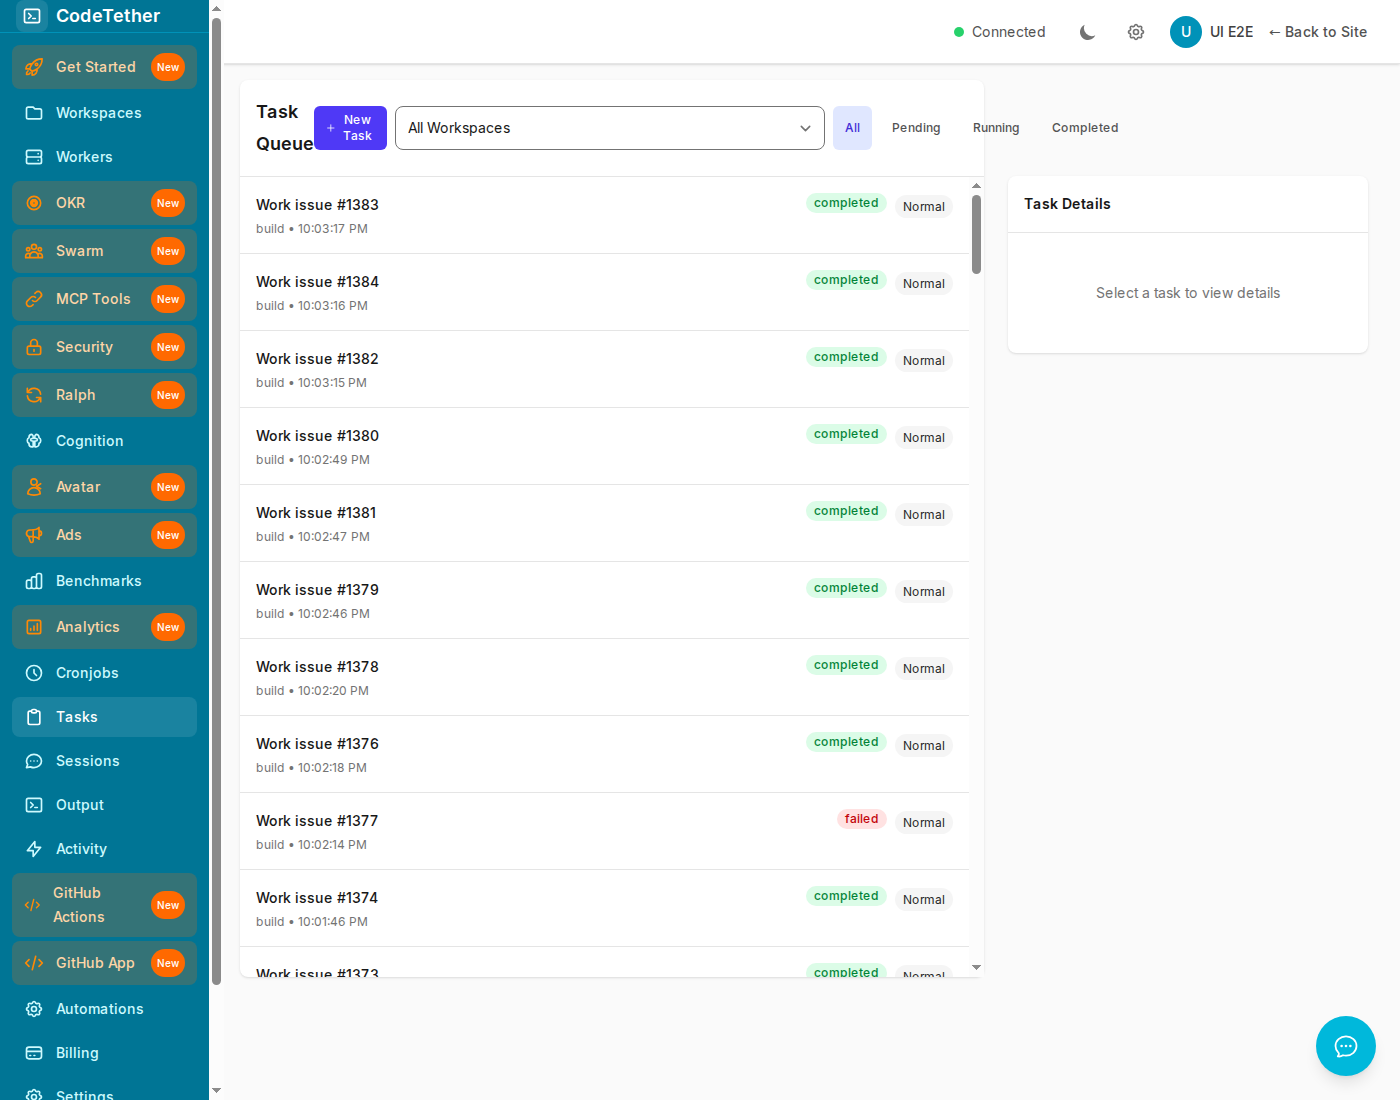 CodeTether
Get Started New
Workspaces
Workers
OKR New
Swarm New
MCP Tools New
Security New
Ralph New
Cognition
Avatar New
Ads New
Benchmarks
Analytics New
Cronjobs
Tasks
Sessions
Output
Activity
GitHub
Actions
New
GitHub App New
Automations
Billing
Settings
Connected
U
UI E2E
← Back to Site
Task
Queue
+ New
Task
All Workspaces
All
Pending
Running
Completed
Work issue #1383
completed
Normal
build • 10:03:17 PM
Work issue #1384
completed
Normal
build • 10:03:16 PM
Work issue #1382
completed
Normal
build • 10:03:15 PM
Work issue #1380
completed
Normal
build • 10:02:49 PM
Work issue #1381
completed
Normal
build • 10:02:47 PM
Work issue #1379
completed
Normal
build • 10:02:46 PM
Work issue #1378
completed
Normal
build • 10:02:20 PM
Work issue #1376
completed
Normal
build • 10:02:18 PM
Work issue #1377
failed
Normal
build • 10:02:14 PM
Work issue #1374
completed
Normal
build • 10:01:46 PM
Work issue #1373
completed
Normal
Task Details
Select a task to view details